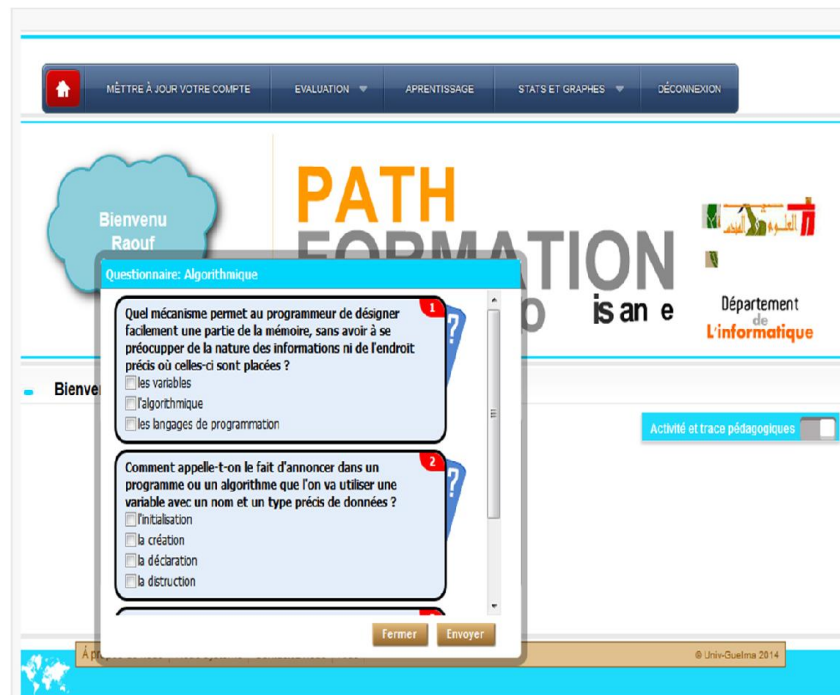 MÈTTRE À JOUR VOTRE COMPTE EVALUATION APRENTISSAGE STATS ET GRAPHES DÉCONNEXION
Bienvenu
Raouf
PATH
FORMATION
is an e
Département
de
L'informatique
Questionnaire: Algorithmique
1
Quel mécanisme permet au programmeur de désigner
facilement une partie de la mémoire, sans avoir à se
préocupper de la nature des informations ni de l'endroit
précis où celles-ci sont placées ?
les variables
l'algorithmique
les langages de programmation
2
Comment appelle-t-on le fait d'annoncer dans un
programme ou un algorithme que l'on va utiliser une
variable avec un nom et un type précis de données ?
l'initialisation
la création
la déclaration
la distruction
Fermer Envoyer
Activité et trace pédagogiques
© Univ-Guelma 2014